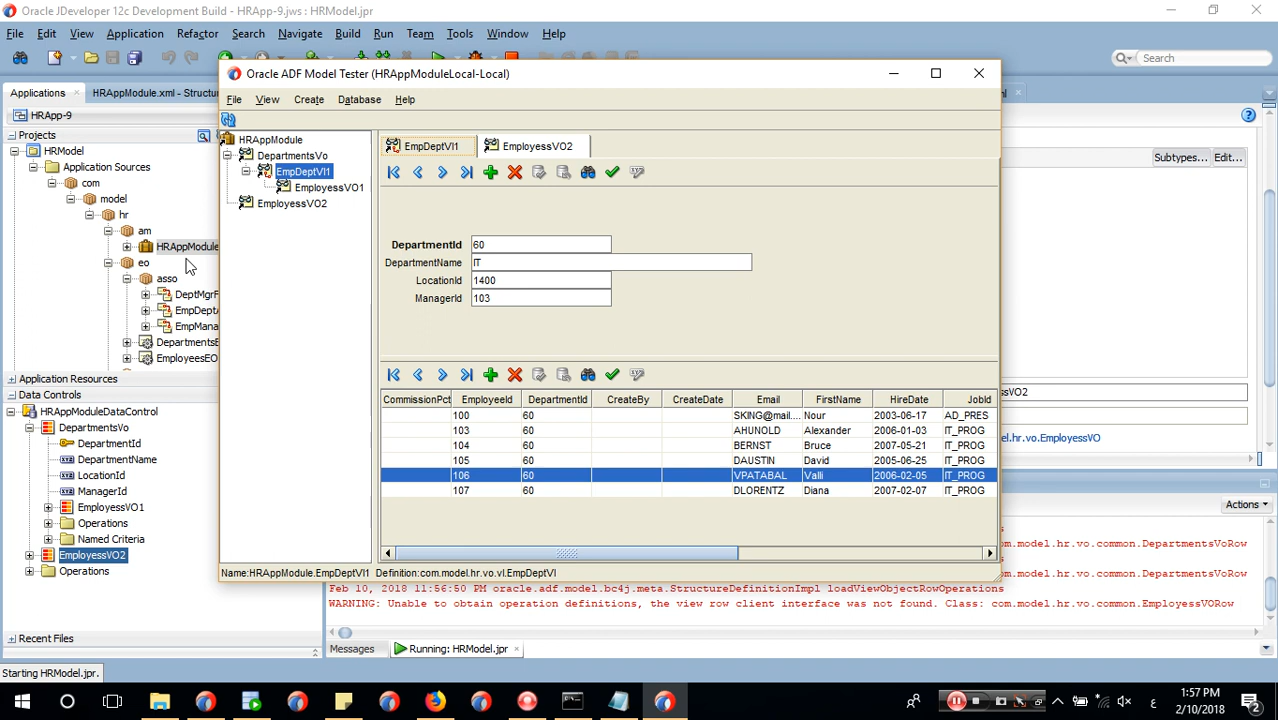 Oracle JDeveloper 12c Development Build - HRApp-9.jws : HRModel.jpr
File Edit View Application Refactor Search Navigate Build Run Team Tools Window Help
Search
Applications
HRAppModule.xml - Structu
HRApp-9
Projects
HRModel
Application Sources
com
model
hr
am
HRAppModule
eo
asso
DeptMgrF
EmpDeptA
EmpMana
DepartmentsE
EmployeesEO
Application Resources
Data Controls
HRAppModuleDataControl
DepartmentsVo
DepartmentId
DepartmentName
LocationId
ManagerId
EmployessVO1
Operations
Named Criteria
EmployessVO2
Operations
Recent Files
Starting HRModel.jpr.
Oracle ADF Model Tester (HRAppModuleLocal-Local)
File View Create Database Help
HRAppModule
DepartmentsVo
EmpDeptVl1
EmployessVO1
EmployessVO2
EmpDeptVl1 EmployessVO2
DepartmentId 60
DepartmentName IT
LocationId 1400
ManagerId 103
CommissionPct EmployeeId DepartmentId CreateBy CreateDate Email FirstName HireDate JobId
100 60 SKING@mail.... Nour 2003-06-17 AD_PRES
103 60 AHUNOLD Alexander 2006-01-03 IT_PROG
104 60 BERNST Bruce 2007-05-21 IT_PROG
105 60 DAUSTIN David 2005-06-25 IT_PROG
106 60 VPATABAL Valli 2006-02-05 IT_PROG
107 60 DLORENTZ Diana 2007-02-07 IT_PROG
Name:HRAppModule.EmpDeptVl1 Definition:com.model.hr.vo.vl.EmpDeptVl
Subtypes... Edit...
ssVO2
el.hr.vo.EmployessVO
Actions
s
com.model.hr.vo.common.DepartmentsVoRow
s
Feb 10, 2018 11:56:50 PM oracle.adf.model.bc4j.meta.StructureDefinitionImpl loadViewObjectRowOperations
WARNING: Unable to obtain operation definitions, the view row client interface was not found. Class: com.model.hr.vo.common.EmployessVORow
Messages
Running: HRModel.jpr
ع
1:57 PM
2/10/2018
2